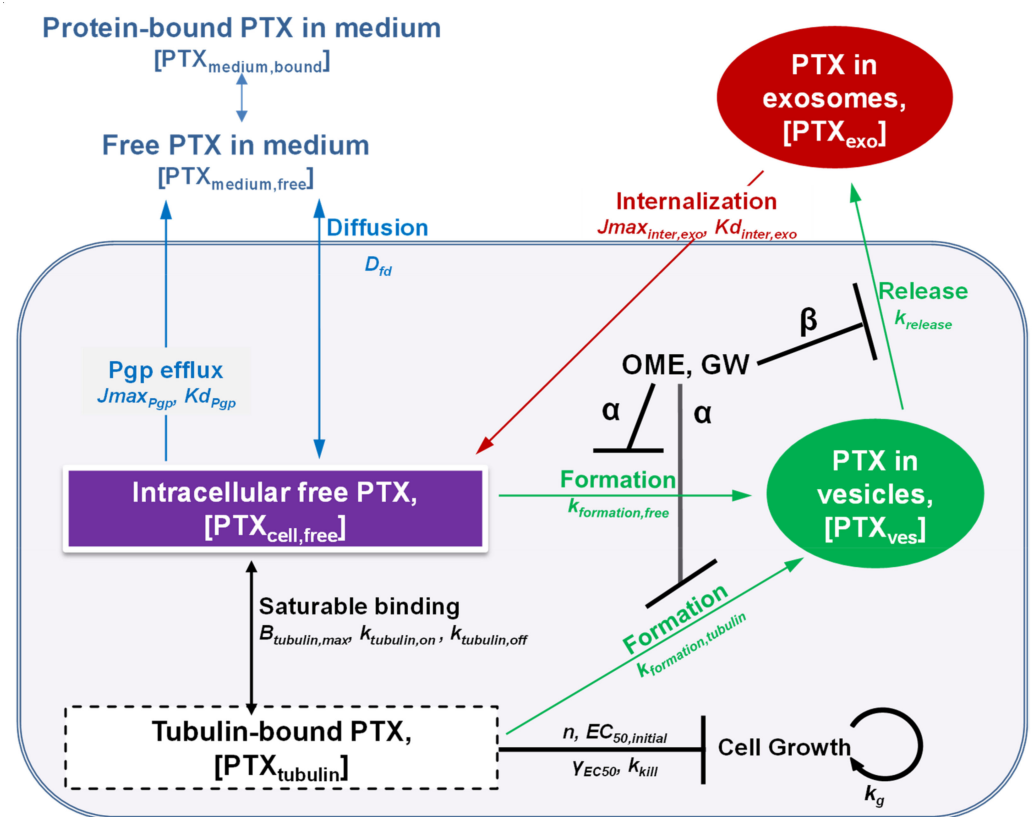 Protein-bound PTX in medium
[PTXmedium,bound]
Free PTX in medium
[PTXmedium,free]
PTX in
exosomes,
[PTXexo]
Internalization
Jmaxinter,exo, Kdinter,exo
Diffusion
Dfd
Release
krelease
β
OME, GW
α
α
Pgp efflux
JmaxPgp, KdPgp
Intracellular free PTX,
[PTXcell,free]
Formation
kformation,free
PTX in
vesicles,
[PTXves]
Saturable binding
Btubulin,max, ktubulin,on, ktubulin,off
Formation
kformation,tubulin
Tubulin-bound PTX,
[PTXtubulin]
n, EC50,initial
γEC50, kkill
Cell Growth
kg